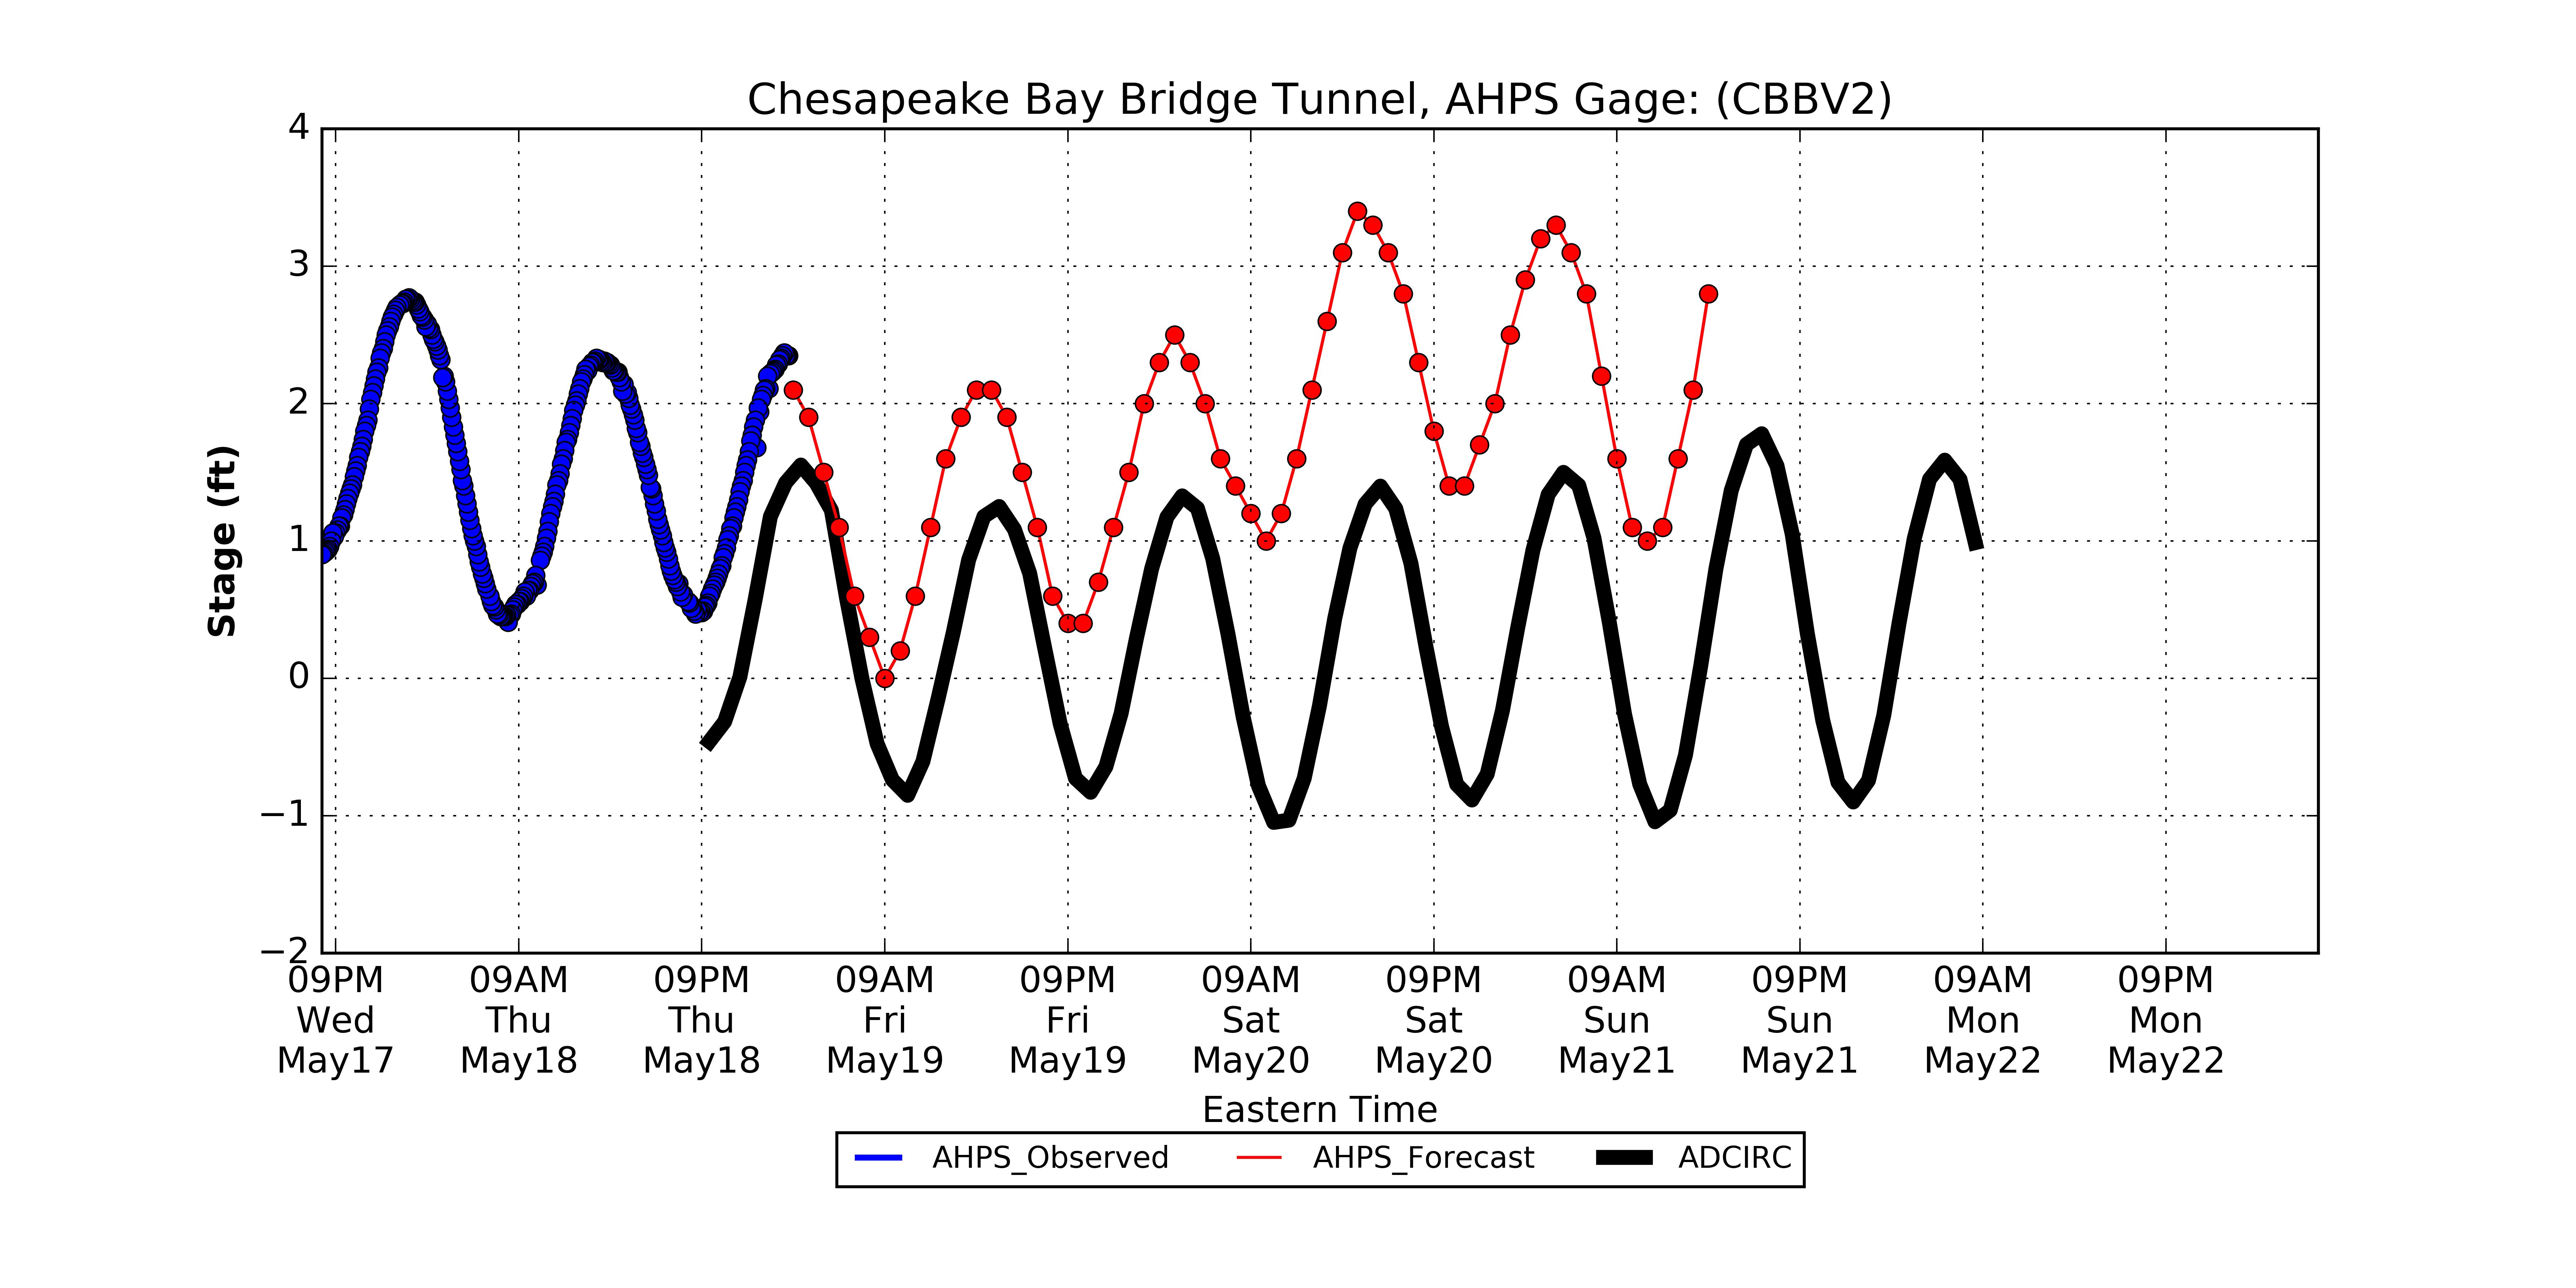 Chesapeake Bay Bridge Tunnel, AHPS Gage: (CBBV2)
4
3
2
1
0
−1
−2
Stage (ft)
09PM 09AM 09PM 09AM 09PM 09AM 09PM 09AM 09PM 09AM 09PM
Wed Thu Thu Fri Fri Sat Sat Sun Sun Mon Mon
May17 May18 May18 May19 May19 May20 May20 May21 May21 May22 May22
Eastern Time
AHPS_Observed AHPS_Forecast ADCIRC